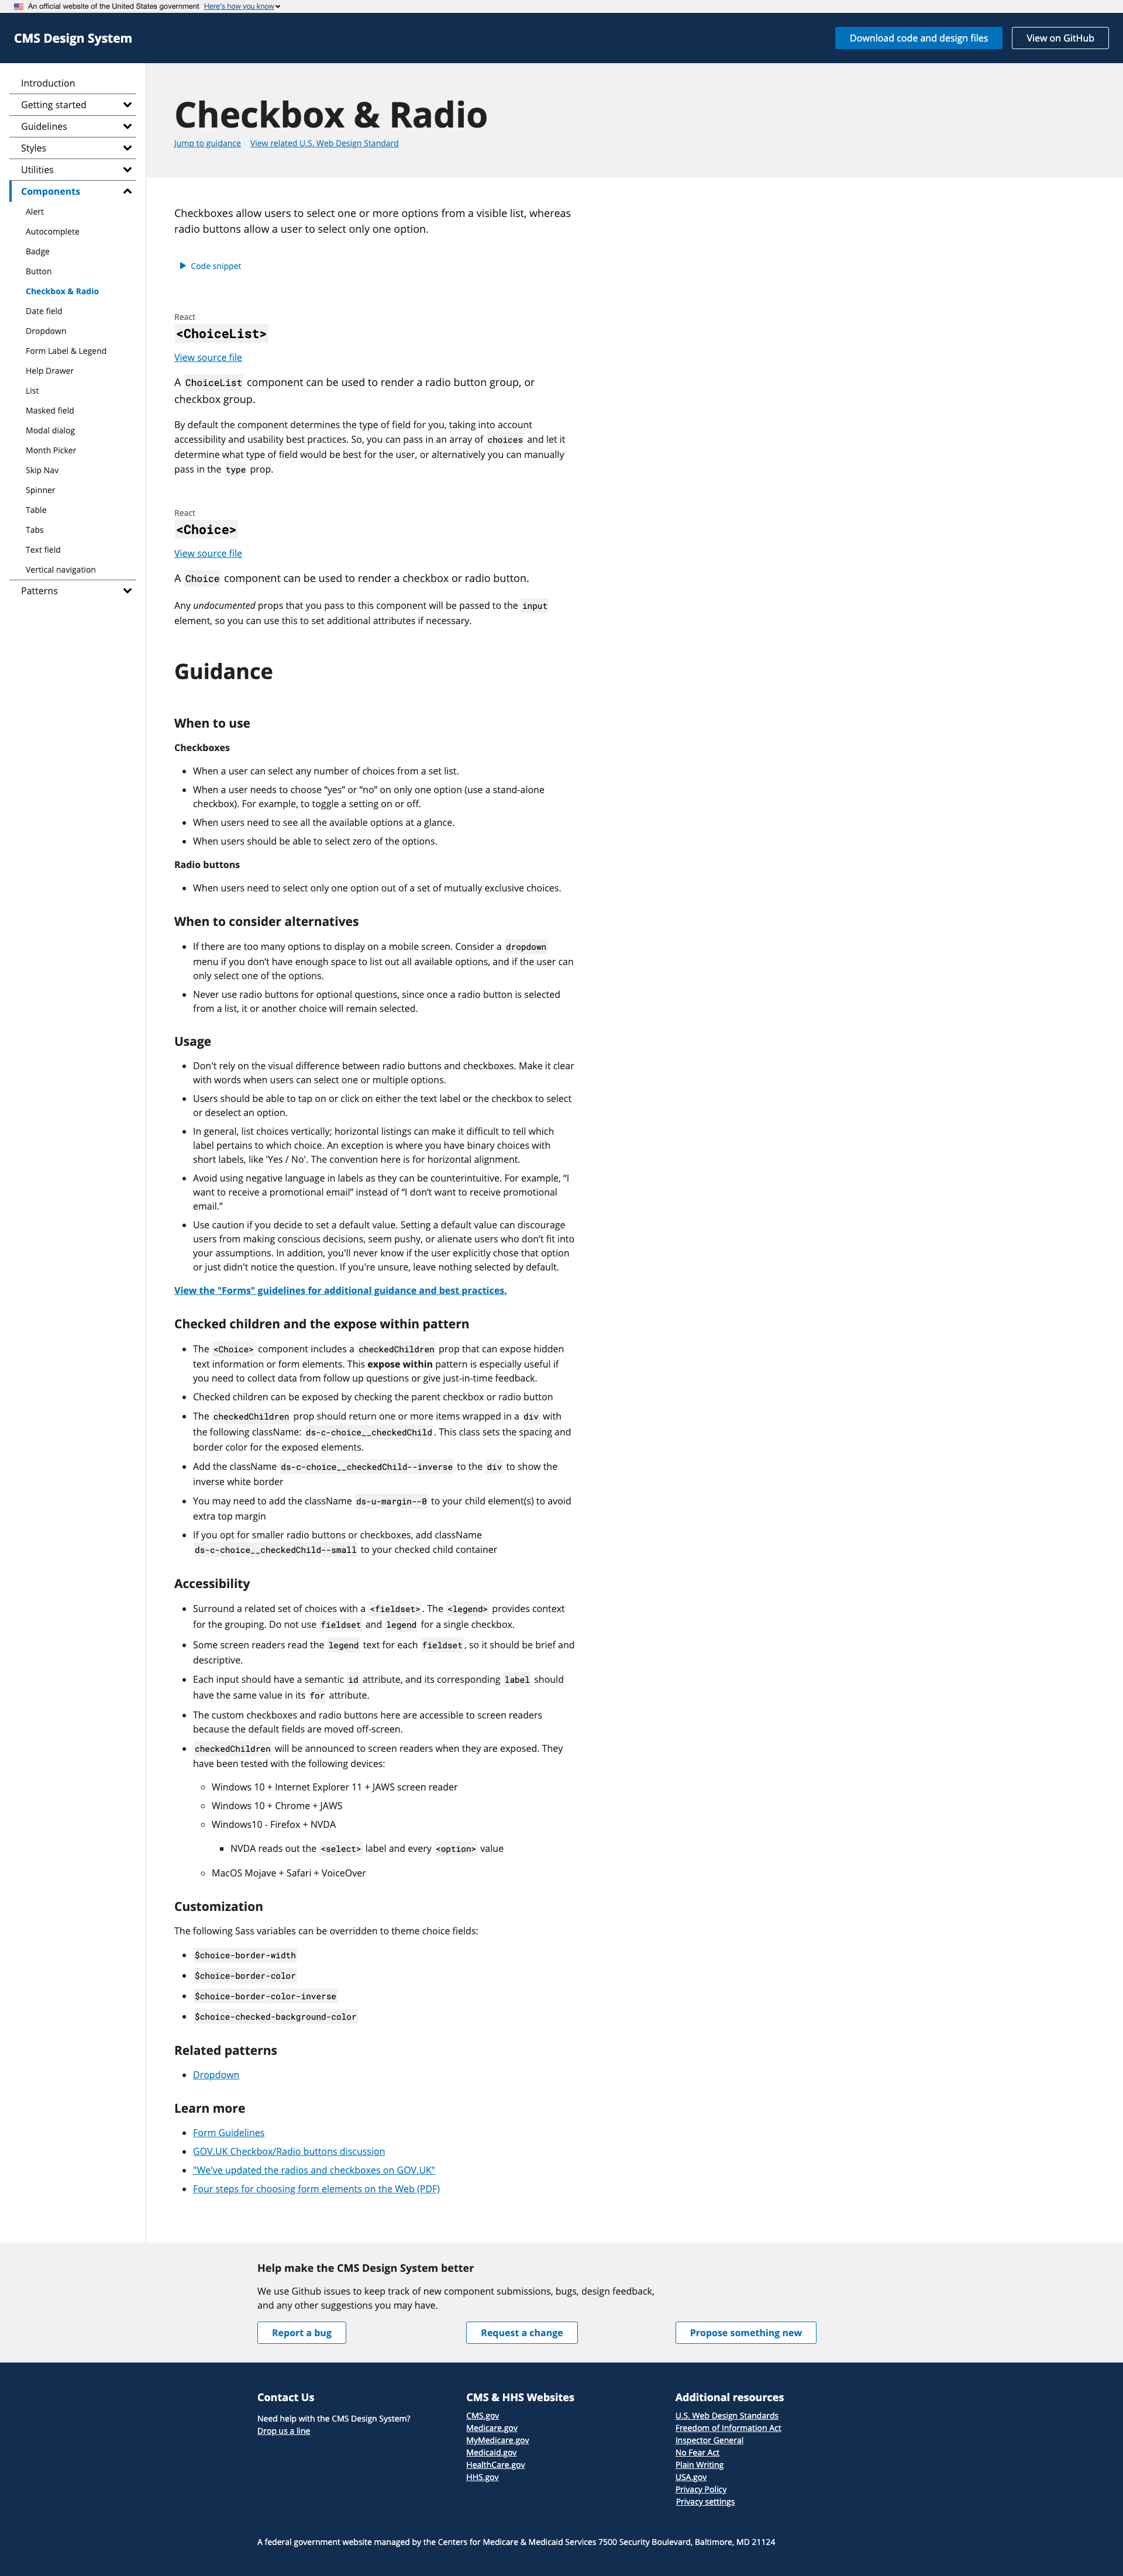 An official website of the United States government Here's how you know
CMS Design System
Download code and design files
View on GitHub
Introduction
Getting started
Guidelines
Styles
Utilities
Components
Alert
Autocomplete
Badge
Button
Checkbox & Radio
Date field
Dropdown
Form Label & Legend
Help Drawer
List
Masked field
Modal dialog
Month Picker
Skip Nav
Spinner
Table
Tabs
Text field
Vertical navigation
Patterns
Checkbox & Radio
Jump to guidance View related U.S. Web Design Standard
Checkboxes allow users to select one or more options from a visible list, whereas
radio buttons allow a user to select only one option.
Code snippet
React
<ChoiceList>
View source file
A ChoiceList component can be used to render a radio button group, or
checkbox group.
By default the component determines the type of field for you, taking into account
accessibility and usability best practices. So, you can pass in an array of choices and let it
determine what type of field would be best for the user, or alternatively you can manually
pass in the type prop.
React
<Choice>
View source file
A Choice component can be used to render a checkbox or radio button.
Any undocumented props that you pass to this component will be passed to the input
element, so you can use this to set additional attributes if necessary.
Guidance
When to use
Checkboxes
• When a user can select any number of choices from a set list.
• When a user needs to choose “yes” or “no” on only one option (use a stand-alone
checkbox). For example, to toggle a setting on or off.
• When users need to see all the available options at a glance.
• When users should be able to select zero of the options.
Radio buttons
• When users need to select only one option out of a set of mutually exclusive choices.
When to consider alternatives
• If there are too many options to display on a mobile screen. Consider a dropdown
menu if you don’t have enough space to list out all available options, and if the user can
only select one of the options.
• Never use radio buttons for optional questions, since once a radio button is selected
from a list, it or another choice will remain selected.
Usage
• Don't rely on the visual difference between radio buttons and checkboxes. Make it clear
with words when users can select one or multiple options.
• Users should be able to tap on or click on either the text label or the checkbox to select
or deselect an option.
• In general, list choices vertically; horizontal listings can make it difficult to tell which
label pertains to which choice. An exception is where you have binary choices with
short labels, like 'Yes / No'. The convention here is for horizontal alignment.
• Avoid using negative language in labels as they can be counterintuitive. For example, “I
want to receive a promotional email” instead of “I don’t want to receive promotional
email.”
• Use caution if you decide to set a default value. Setting a default value can discourage
users from making conscious decisions, seem pushy, or alienate users who don’t fit into
your assumptions. In addition, you'll never know if the user explicitly chose that option
or just didn't notice the question. If you're unsure, leave nothing selected by default.
View the "Forms" guidelines for additional guidance and best practices.
Checked children and the expose within pattern
• The <Choice> component includes a checkedChildren prop that can expose hidden
text information or form elements. This expose within pattern is especially useful if
you need to collect data from follow up questions or give just-in-time feedback.
• Checked children can be exposed by checking the parent checkbox or radio button
• The checkedChildren prop should return one or more items wrapped in a div with
the following className: ds-c-choice__checkedChild. This class sets the spacing and
border color for the exposed elements.
• Add the className ds-c-choice__checkedChild--inverse to the div to show the
inverse white border
• You may need to add the className ds-u-margin--0 to your child element(s) to avoid
extra top margin
• If you opt for smaller radio buttons or checkboxes, add className
ds-c-choice__checkedChild--small to your checked child container
Accessibility
• Surround a related set of choices with a <fieldset>. The <legend> provides context
for the grouping. Do not use fieldset and legend for a single checkbox.
• Some screen readers read the legend text for each fieldset, so it should be brief and
descriptive.
• Each input should have a semantic id attribute, and its corresponding label should
have the same value in its for attribute.
• The custom checkboxes and radio buttons here are accessible to screen readers
because the default fields are moved off-screen.
• checkedChildren will be announced to screen readers when they are exposed. They
have been tested with the following devices:
◦ Windows 10 + Internet Explorer 11 + JAWS screen reader
◦ Windows 10 + Chrome + JAWS
◦ Windows10 - Firefox + NVDA
▪ NVDA reads out the <select> label and every <option> value
◦ MacOS Mojave + Safari + VoiceOver
Customization
The following Sass variables can be overridden to theme choice fields:
• $choice-border-width
• $choice-border-color
• $choice-border-color-inverse
• $choice-checked-background-color
Related patterns
• Dropdown
Learn more
• Form Guidelines
• GOV.UK Checkbox/Radio buttons discussion
• "We've updated the radios and checkboxes on GOV.UK"
• Four steps for choosing form elements on the Web (PDF)
Help make the CMS Design System better
We use Github issues to keep track of new component submissions, bugs, design feedback,
and any other suggestions you may have.
Report a bug
Request a change
Propose something new
Contact Us
Need help with the CMS Design System?
Drop us a line
CMS & HHS Websites
CMS.gov
Medicare.gov
MyMedicare.gov
Medicaid.gov
HealthCare.gov
HHS.gov
Additional resources
U.S. Web Design Standards
Freedom of Information Act
Inspector General
No Fear Act
Plain Writing
USA.gov
Privacy Policy
Privacy settings
A federal government website managed by the Centers for Medicare & Medicaid Services 7500 Security Boulevard, Baltimore, MD 21124